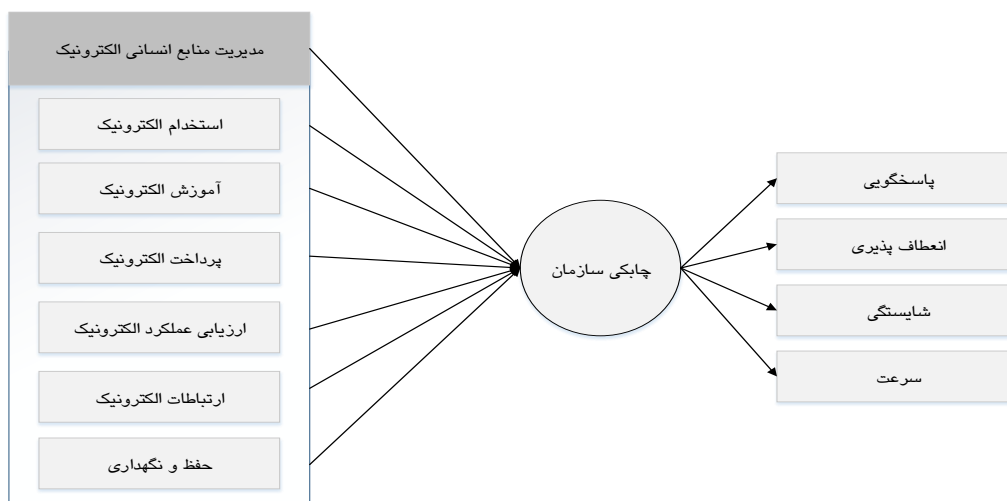 مدیریت منابع انسانی الکترونیک
استخدام الکترونیک
آموزش الکترونیک
پرداخت الکترونیک
ارزیابی عملکرد الکترونیک
ارتباطات الکترونیک
حفظ و نگهداری
چابکی سازمان
پاسخگویی
انعطاف پذیری
شایستگی
سرعت